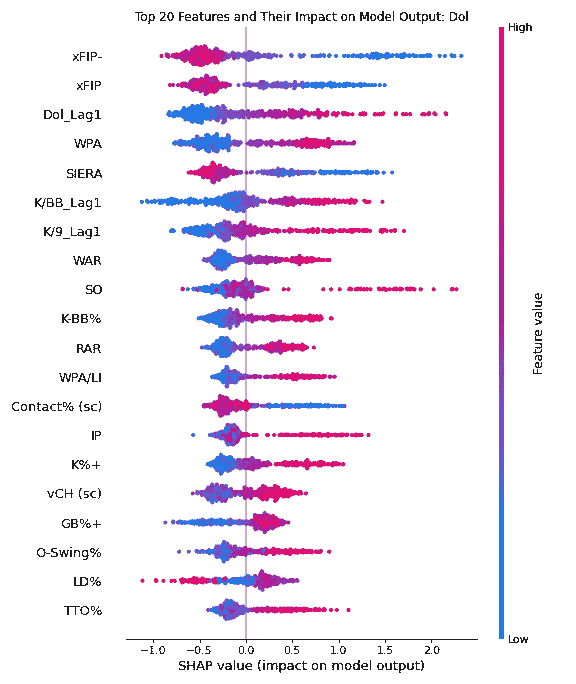 Top 20 Features and Their Impact on Model Output: Dol
High
xFIP-
xFIP
Dol_Lag1
WPA
SIERA
K/BB_Lag1
K/9_Lag1
WAR
SO
K-BB%
RAR
WPA/LI
Contact% (sc)
IP
K%+
vCH (sc)
GB%+
O-Swing%
LD%
TTO%
Feature value
Low
−1.0 −0.5 0.0 0.5 1.0 1.5 2.0
SHAP value (impact on model output)